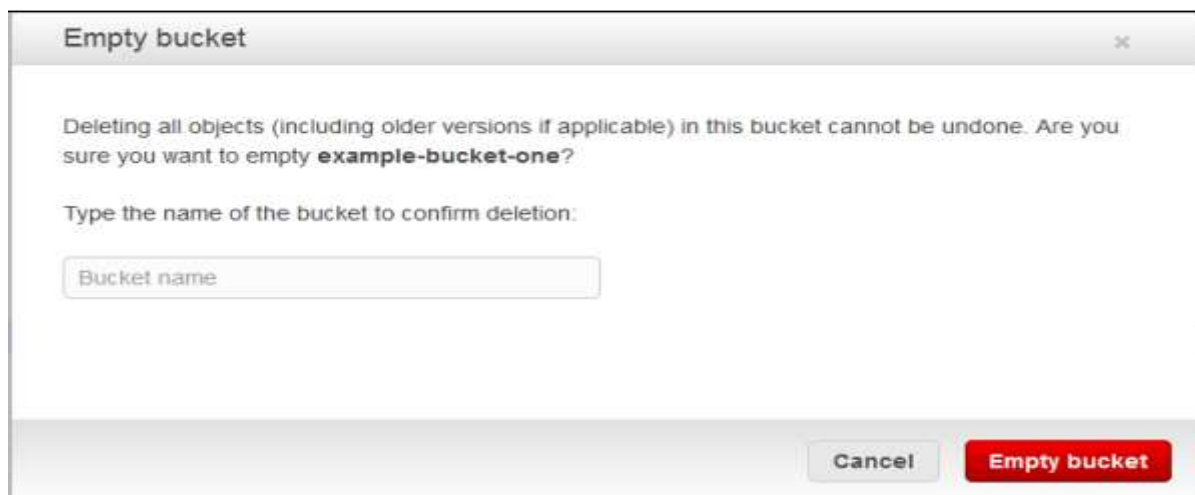 Empty bucket
Deleting all objects (including older versions if applicable) in this bucket cannot be undone. Are you
sure you want to empty example-bucket-one?
Type the name of the bucket to confirm deletion:
Bucket name
Cancel
Empty bucket